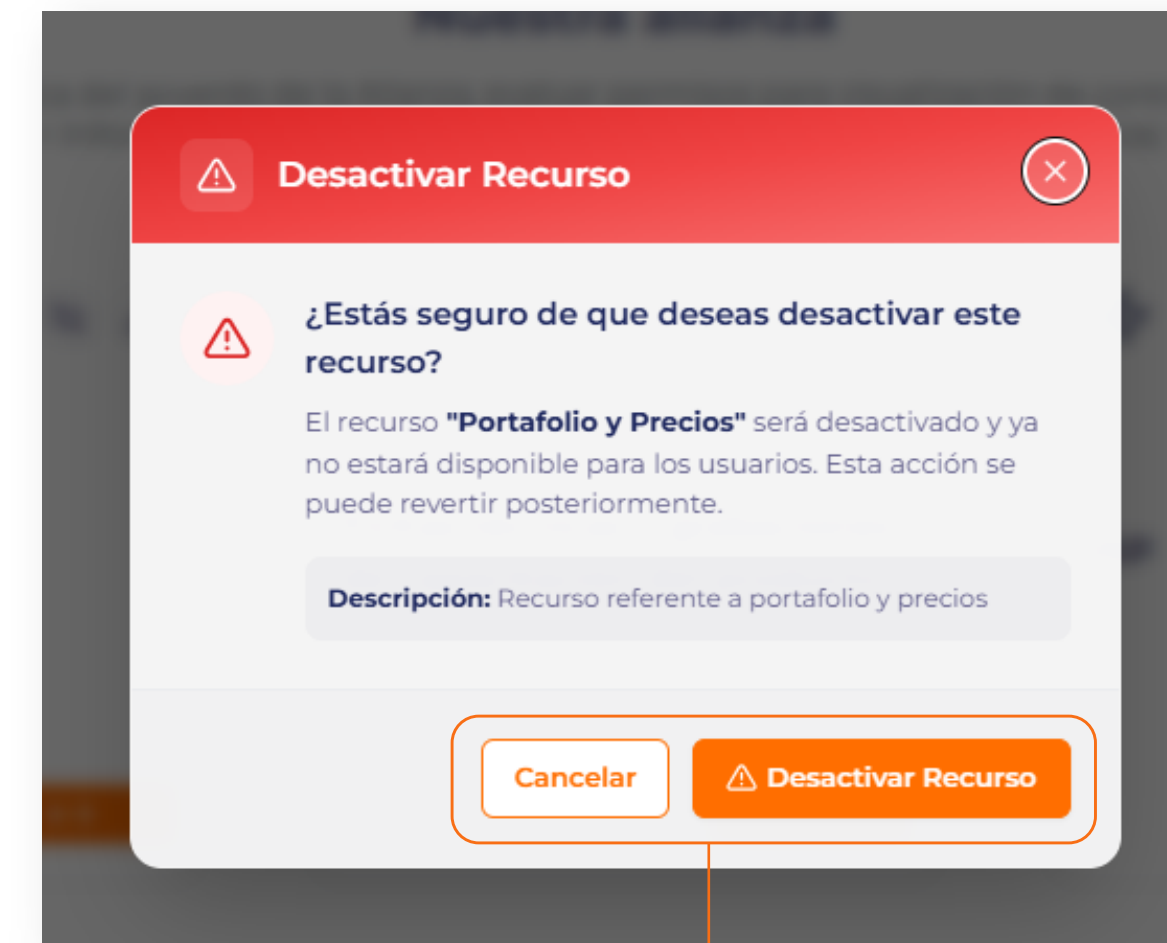 Desactivar Recurso
¿Estás seguro de que deseas desactivar este
recurso?
El recurso "Portafolio y Precios" será desactivado y ya
no estará disponible para los usuarios. Esta acción se
puede revertir posteriormente.
Descripción: Recurso referente a portafolio y precios
Cancelar
Desactivar Recurso